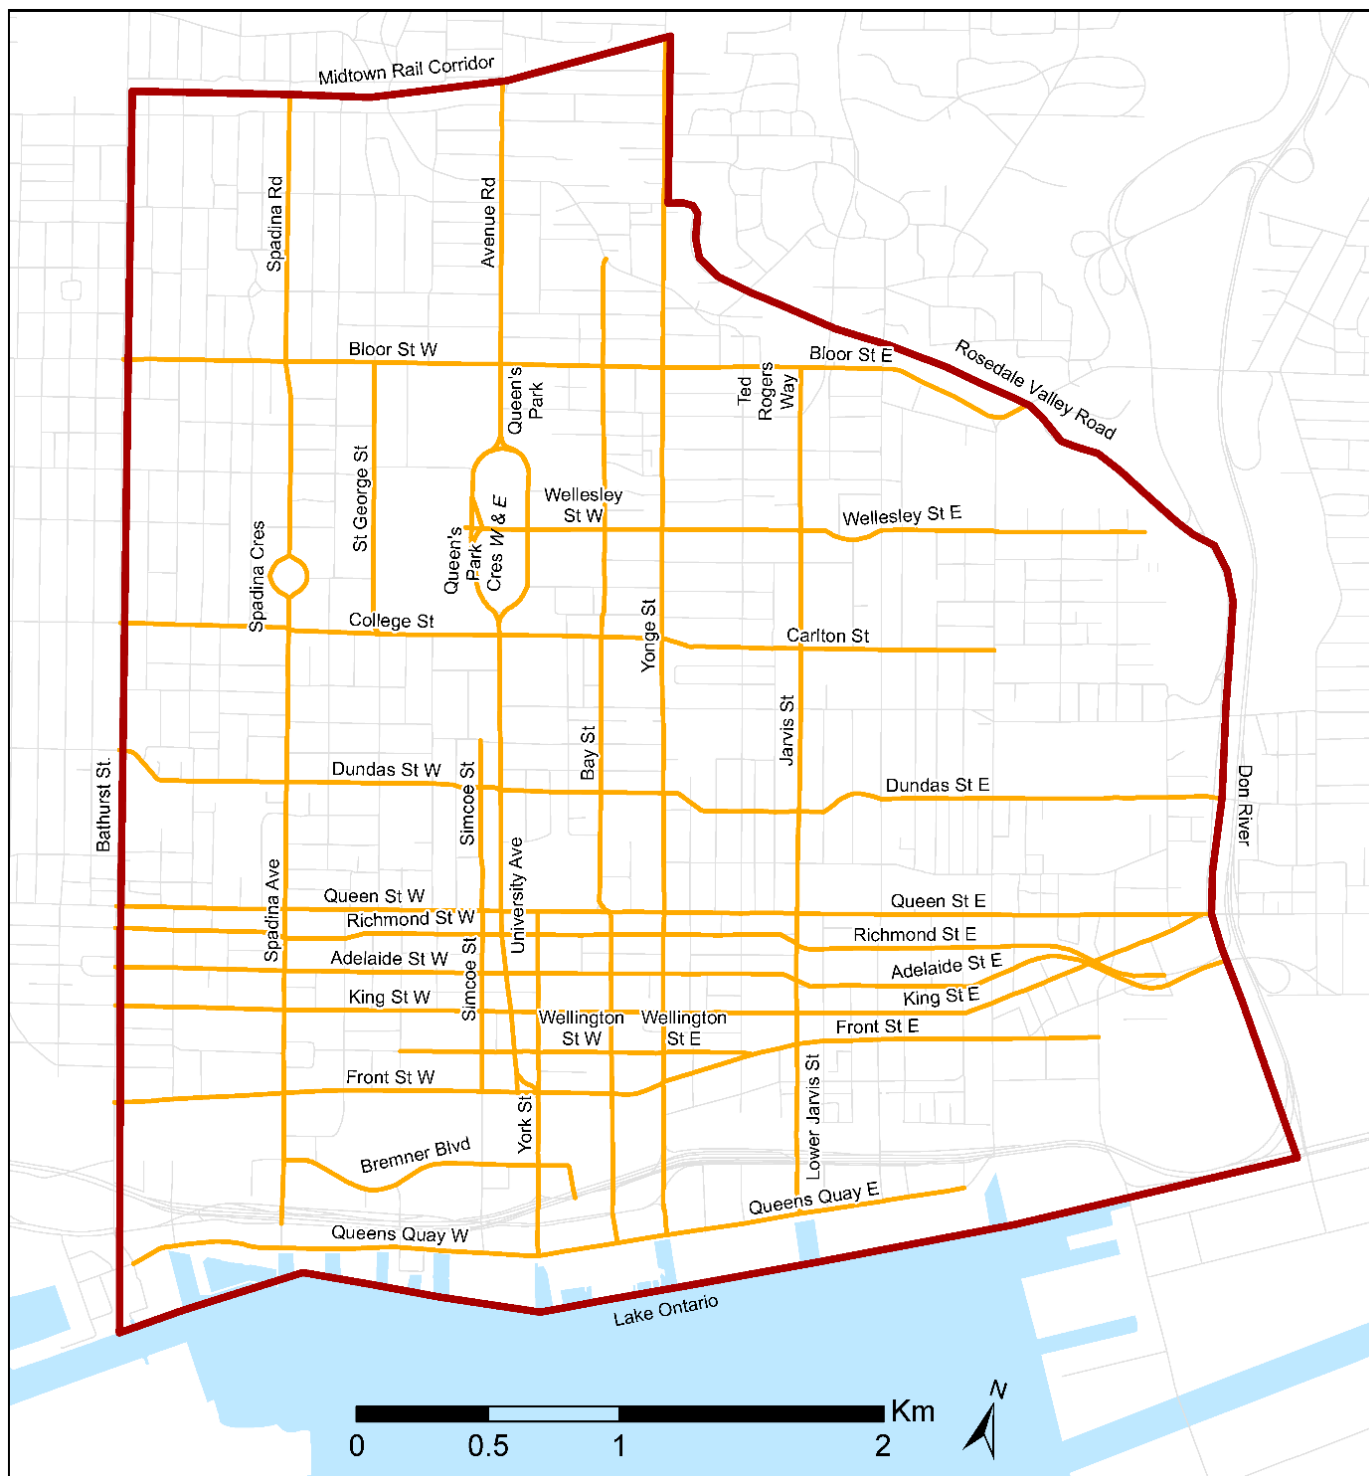 Midtown Rail Corridor
Spadina Rd
Avenue Rd
Bloor St W
Bloor St E
Rosedale Valley Road
Queen's
Park
Ted
Rogers
Way
St George St
Wellesley
St W
Wellesley St E
Queen's
Park
Cres W & E
Spadina Cres
College St
Yonge St
Carlton St
Jarvis St
Bay St
Bathurst St.
Dundas St W
Simcoe St
Dundas St E
Don River
University Ave
Spadina Ave
Queen St W
Queen St E
Richmond St W
Richmond St E
Simcoe St
Adelaide St W
Adelaide St E
King St W
King St E
Wellington
St W
Wellington
St E
Front St E
Front St W
York St
Lower Jarvis St
Bremner Blvd
Queens Quay E
Queens Quay W
Lake Ontario
N
Km
0 0.5 1 2